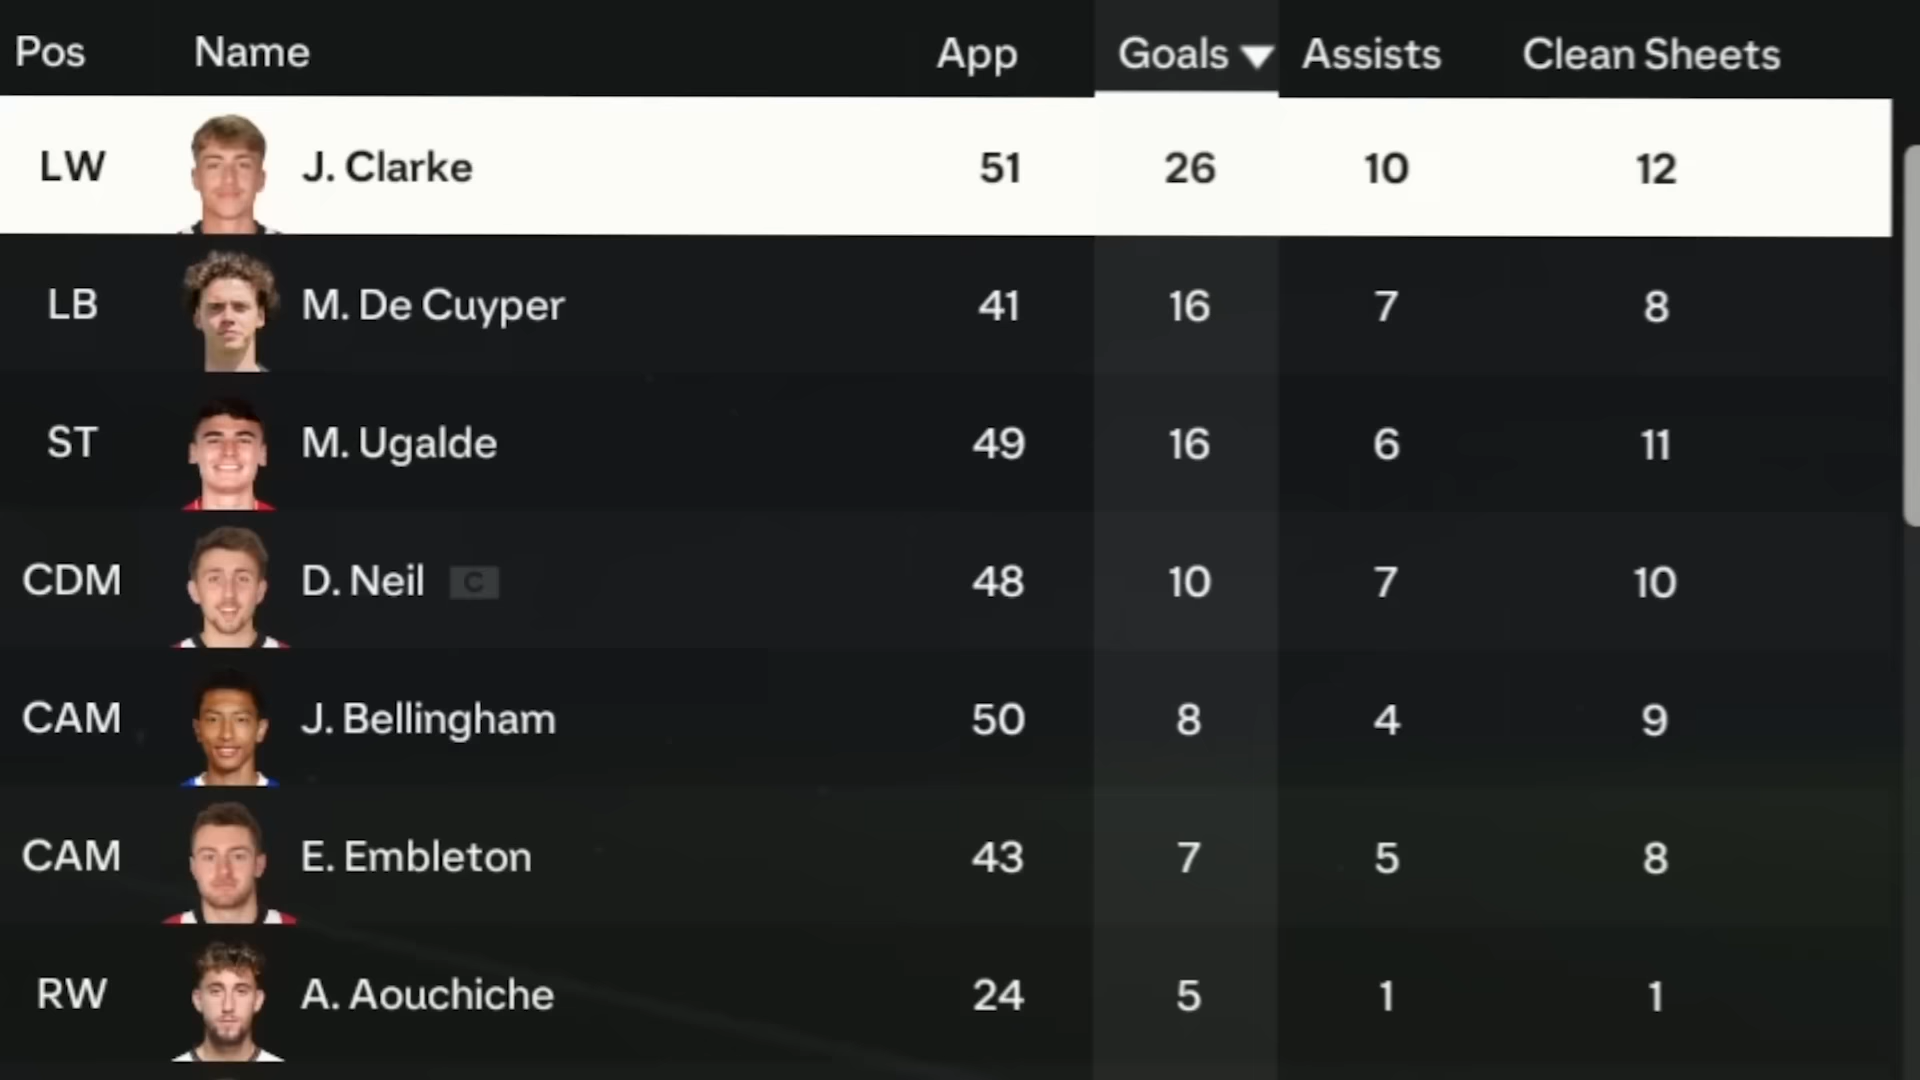 Pos Name App Goals Assists Clean Sheets
LW J. Clarke 51 26 10 12
LB M. De Cuyper 41 16 7 8
ST M. Ugalde 49 16 6 11
CDM D. Neil C 48 10 7 10
CAM J. Bellingham 50 8 4 9
CAM E. Embleton 43 7 5 8
RW A. Aouchiche 24 5 1 1